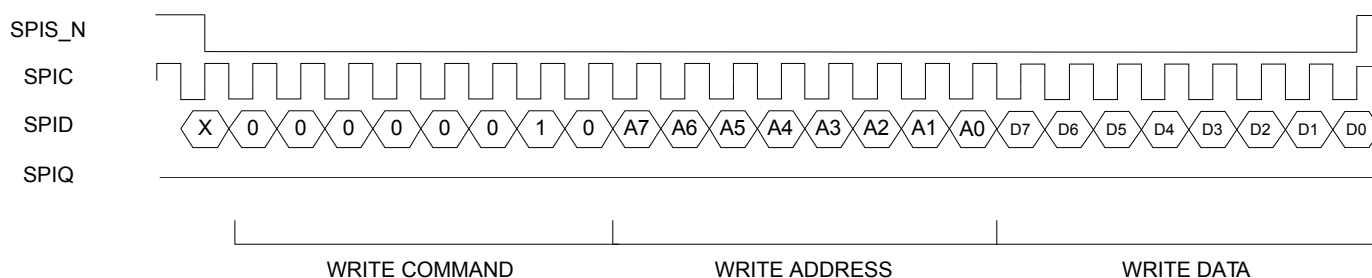 SPIS_N
SPIC
SPID X 0 0 0 0 0 0 1 0 A7 A6 A5 A4 A3 A2 A1 A0 D7 D6 D5 D4 D3 D2 D1 D0
SPIQ
WRITE COMMAND WRITE ADDRESS WRITE DATA